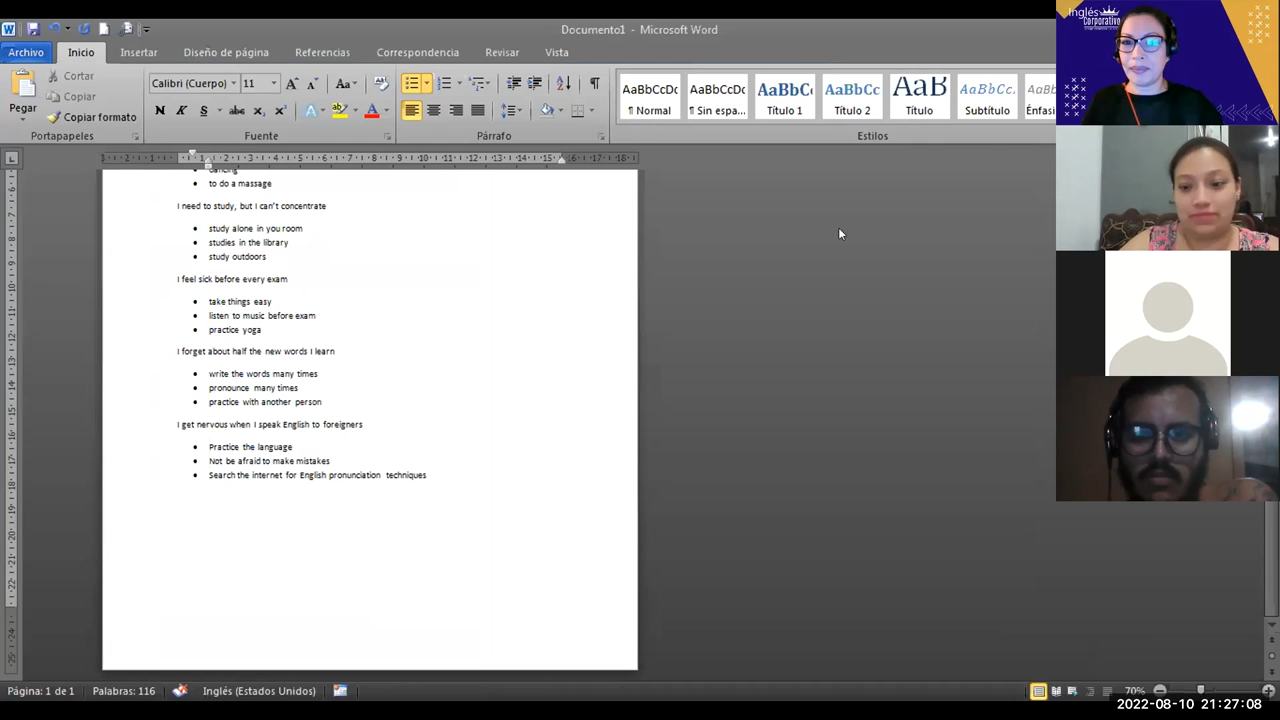 Documento1 - Microsoft Word
Archivo Inicio Insertar Diseño de página Referencias Correspondencia Revisar Vista
Pegar
Cortar
Copiar
Copiar formato
Portapapeles
Calibri (Cuerpo) 11
Fuente
Párrafo
AaBbCcDc AaBbCcDc AaBbC AaBbCc AaB AaBbCc.
¶ Normal ¶ Sin espa... Título 1 Título 2 Título Subtítulo Énfasi
Estilos
Inglés
Corporativo
dancing
to do a massage
I need to study, but I can't concentrate
study alone in you room
studies in the library
study outdoors
I feel sick before every exam
take things easy
listen to music before exam
practice yoga
I forget about half the new words I learn
write the words many times
pronounce many times
practice with another person
I get nervous when I speak English to foreigners
Practice the language
Not be afraid to make mistakes
Search the internet for English pronunciation techniques
Página: 1 de 1 Palabras: 116 Inglés (Estados Unidos) 70%
2022-08-10 21:27:08